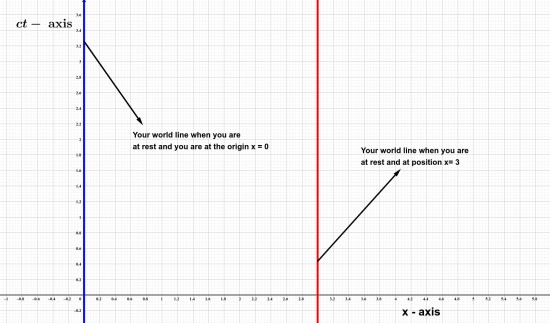 ct − axis
3.6
3.4
3.2
3
2.8
2.6
2.4
2.2
2
1.8
1.6
1.4
1.2
1
0.8
0.6
0.4
0.2
-0.2
Your world line when you are
at rest and you are at the origin x = 0
Your world line when you are
at rest and at position x= 3
-1 -0.8 -0.6 -0.4 -0.2 0 0.2 0.4 0.6 0.8 1 1.2 1.4 1.6 1.8 2 2.2 2.4 2.6 2.8 3.2 3.4 3.6 3.8 4 4.2 4.4 4.6 4.8 5 5.2 5.4 5.6 5.8
x - axis